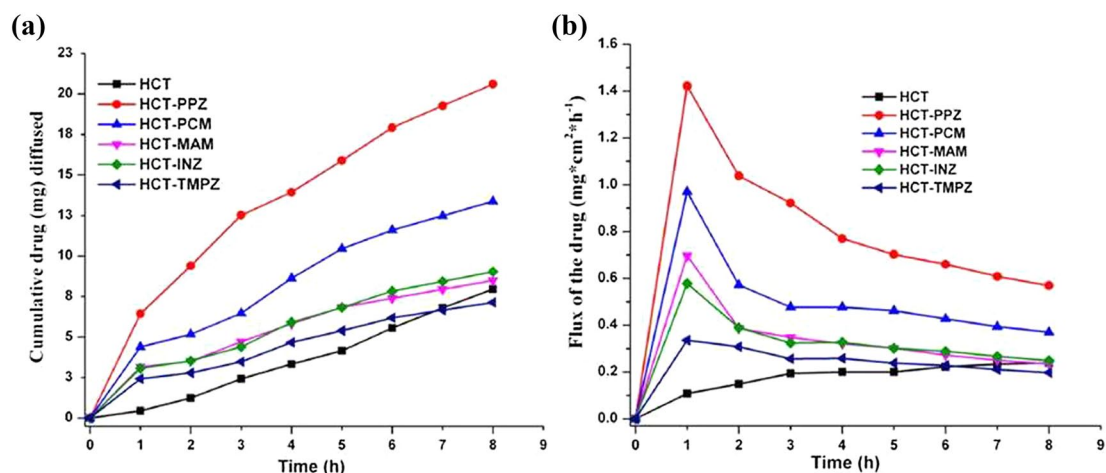 (a)
Cumulative drug (mg) diffused
23
20
18
15
13
10
8
5
3
0
HCT
HCT-PPZ
HCT-PCM
HCT-MAM
HCT-INZ
HCT-TMPZ
0 1 2 3 4 5 6 7 8 9
Time (h)
(b)
Flux of the drug (mg*cm²*h⁻¹)
1.6
1.4
1.2
1.0
0.8
0.6
0.4
0.2
0.0
HCT
HCT-PPZ
HCT-PCM
HCT-MAM
HCT-INZ
HCT-TMPZ
0 1 2 3 4 5 6 7 8 9
Time (h)